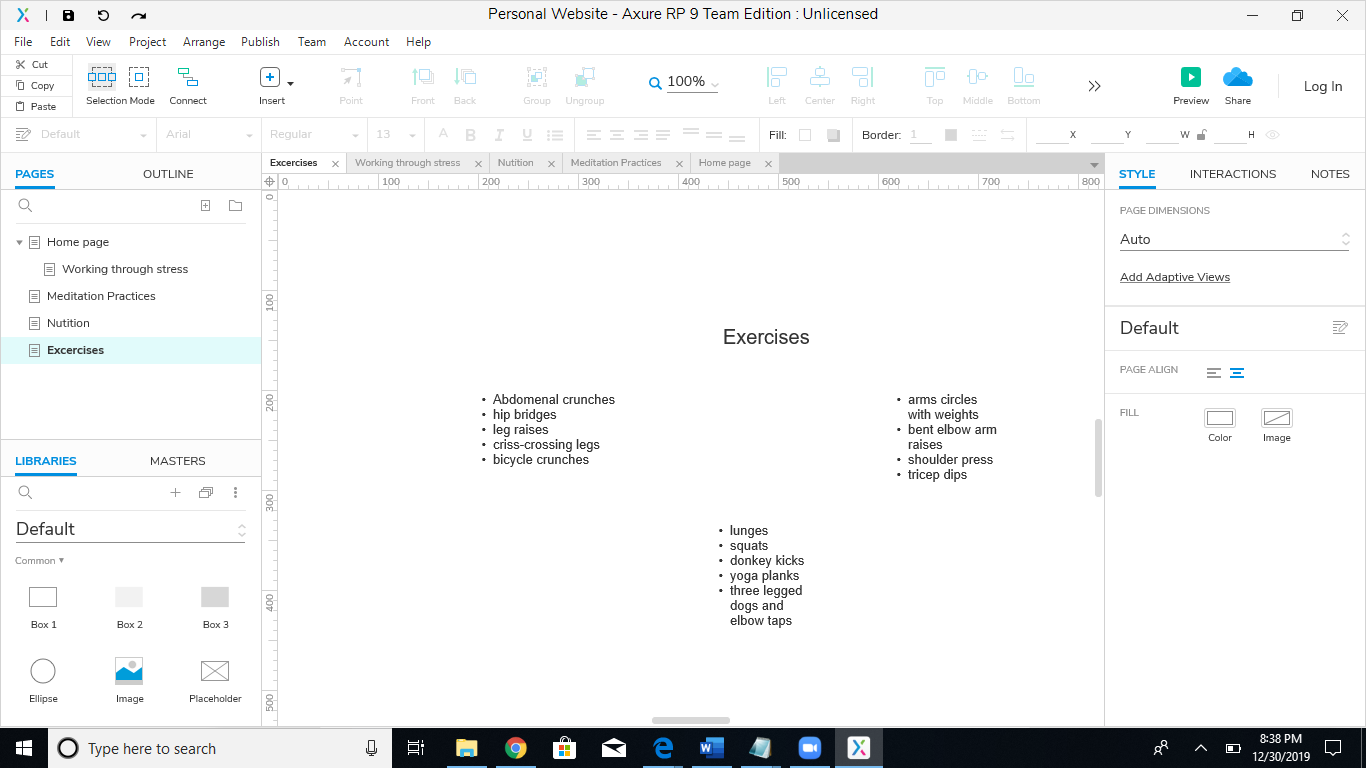 Personal Website - Axure RP 9 Team Edition : Unlicensed
File Edit View Project Arrange Publish Team Account Help
Cut
Copy
Paste
Selection Mode Connect Insert Point Front Back Group Ungroup 100% Left Center Right Top Middle Bottom Preview Share Log In
Default Arial Regular 13 A B I U Fill: Border: 1 X Y W H
PAGES OUTLINE
Excercises Working through stress Nutition Meditation Practices Home page
STYLE INTERACTIONS NOTES
0 100 200 300 400 500 600 700 800
0
100
200
300
400
500
Home page
Working through stress
Meditation Practices
Nutition
Excercises
LIBRARIES MASTERS
Default
Common
Box 1 Box 2 Box 3
Ellipse Image Placeholder
Exercises
• Abdomenal crunches
• hip bridges
• leg raises
• criss-crossing legs
• bicycle crunches
• arms circles
with weights
• bent elbow arm
raises
• shoulder press
• tricep dips
• lunges
• squats
• donkey kicks
• yoga planks
• three legged
dogs and
elbow taps
PAGE DIMENSIONS
Auto
Add Adaptive Views
Default
PAGE ALIGN
FILL
Color Image
Type here to search
8:38 PM
12/30/2019